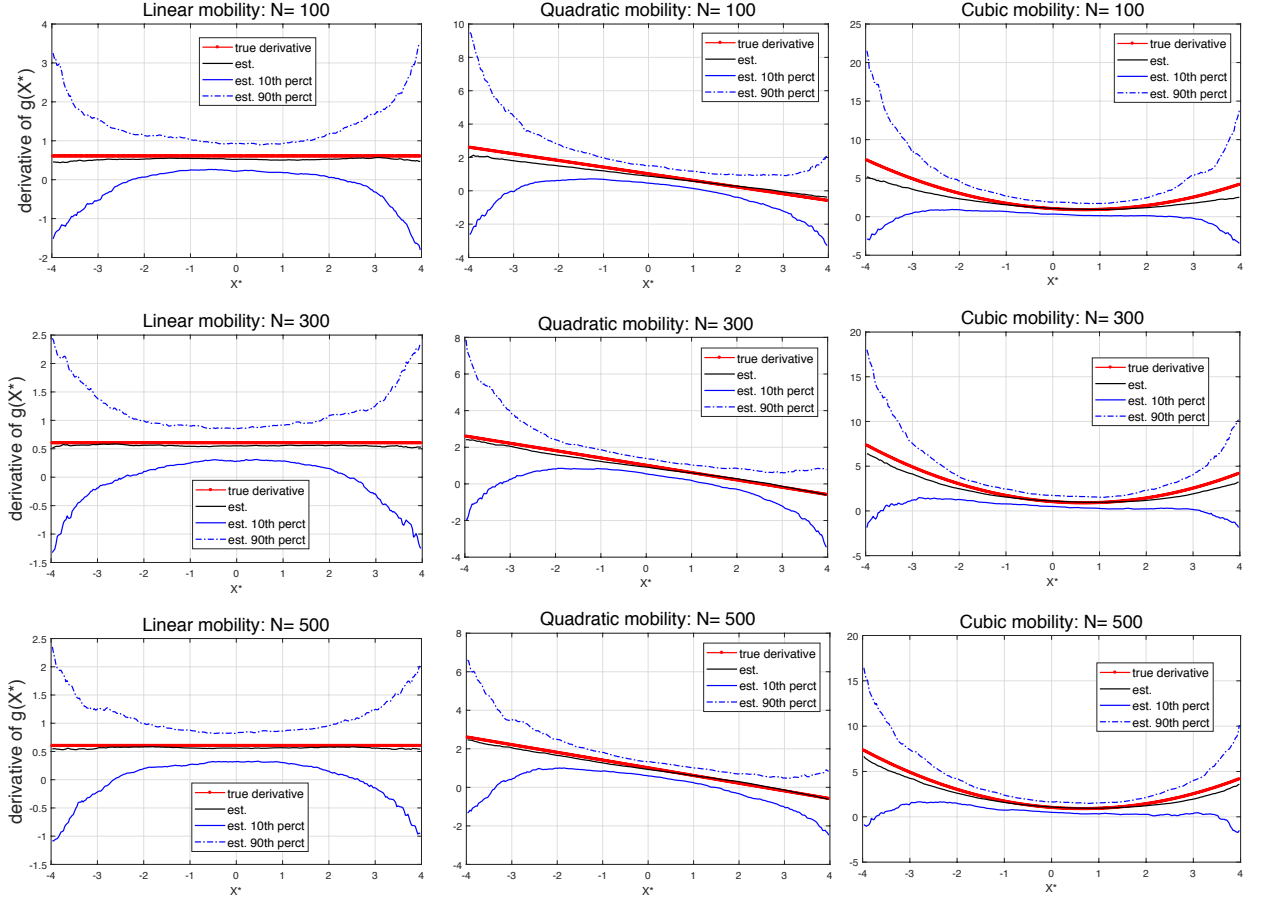 Linear mobility: N= 100
derivative of g(X*)
4
3
2
1
0
-1
-2
true derivative
est.
est. 10th perct
est. 90th perct
-4 -3 -2 -1 0 1 2 3 4
X*
Quadratic mobility: N= 100
10
8
6
4
2
0
-2
-4
true derivative
est.
est. 10th perct
est. 90th perct
-4 -3 -2 -1 0 1 2 3 4
X*
Cubic mobility: N= 100
25
20
15
10
5
0
-5
true derivative
est.
est. 10th perct
est. 90th perct
-4 -3 -2 -1 0 1 2 3 4
X*
Linear mobility: N= 300
derivative of g(X*)
2.5
2
1.5
1
0.5
0
-0.5
-1
-1.5
true derivative
est.
est. 10th perct
est. 90th perct
-4 -3 -2 -1 0 1 2 3 4
X*
Quadratic mobility: N= 300
8
6
4
2
0
-2
-4
true derivative
est.
est. 10th perct
est. 90th perct
-4 -3 -2 -1 0 1 2 3 4
X*
Cubic mobility: N= 300
20
15
10
5
0
-5
true derivative
est.
est. 10th perct
est. 90th perct
-4 -3 -2 -1 0 1 2 3 4
X*
Linear mobility: N= 500
derivative of g(X*)
2.5
2
1.5
1
0.5
0
-0.5
-1
-1.5
true derivative
est.
est. 10th perct
est. 90th perct
-4 -3 -2 -1 0 1 2 3 4
X*
Quadratic mobility: N= 500
8
6
4
2
0
-2
-4
true derivative
est.
est. 10th perct
est. 90th perct
-4 -3 -2 -1 0 1 2 3 4
X*
Cubic mobility: N= 500
20
15
10
5
0
-5
true derivative
est.
est. 10th perct
est. 90th perct
-4 -3 -2 -1 0 1 2 3 4
X*